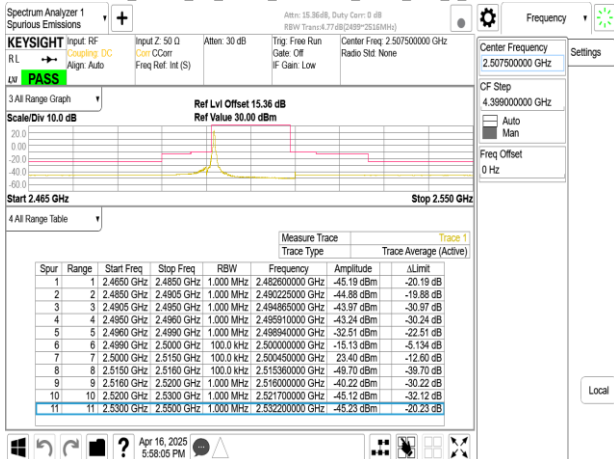 Spectrum Analyzer 1
Spurious Emissions
Atten: 15.36dB, Duty Corr: 0 dB
RBW Trans:4.77dB(2499~2515MHz)
Frequency
KEYSIGHT
RL
PASS
Input: RF
Coupling: DC
Align: Auto
Input Z: 50 Ω
Corr CCorr
Freq Ref: Int (S)
Atten: 30 dB
Trig: Free Run
Gate: Off
IF Gain: Low
Center Freq: 2.507500000 GHz
Radio Std: None
Center Frequency
2.507500000 GHz
Settings
CF Step
4.399000000 GHz
Auto
Man
Freq Offset
0 Hz
Local
3 All Range Graph
Scale/Div 10.0 dB
Ref Lvl Offset 15.36 dB
Ref Value 30.00 dBm
20.0
0.00
-20.0
-40.0
-60.0
Start 2.465 GHz
Stop 2.550 GHz
4 All Range Table
Measure Trace Trace 1
Trace Type Trace Average (Active)
Spur Range Start Freq Stop Freq RBW Frequency Amplitude ΔLimit
1 1 2.4650 GHz 2.4850 GHz 1.000 MHz 2.482600000 GHz -45.19 dBm -20.19 dB
2 2 2.4850 GHz 2.4905 GHz 1.000 MHz 2.490225000 GHz -44.88 dBm -19.88 dB
3 3 2.4905 GHz 2.4950 GHz 1.000 MHz 2.494865000 GHz -43.97 dBm -30.97 dB
4 4 2.4950 GHz 2.4960 GHz 1.000 MHz 2.495910000 GHz -43.24 dBm -30.24 dB
5 5 2.4960 GHz 2.4990 GHz 1.000 MHz 2.498940000 GHz -32.51 dBm -22.51 dB
6 6 2.4990 GHz 2.5000 GHz 100.0 kHz 2.500000000 GHz -15.13 dBm -5.134 dB
7 7 2.5000 GHz 2.5150 GHz 100.0 kHz 2.500450000 GHz 23.40 dBm -12.60 dB
8 8 2.5150 GHz 2.5160 GHz 100.0 kHz 2.515360000 GHz -49.70 dBm -39.70 dB
9 9 2.5160 GHz 2.5200 GHz 1.000 MHz 2.516000000 GHz -40.22 dBm -30.22 dB
10 10 2.5200 GHz 2.5300 GHz 1.000 MHz 2.521700000 GHz -45.12 dBm -32.12 dB
11 11 2.5300 GHz 2.5500 GHz 1.000 MHz 2.532200000 GHz -45.23 dBm -20.23 dB
Apr 16, 2025
5:58:05 PM